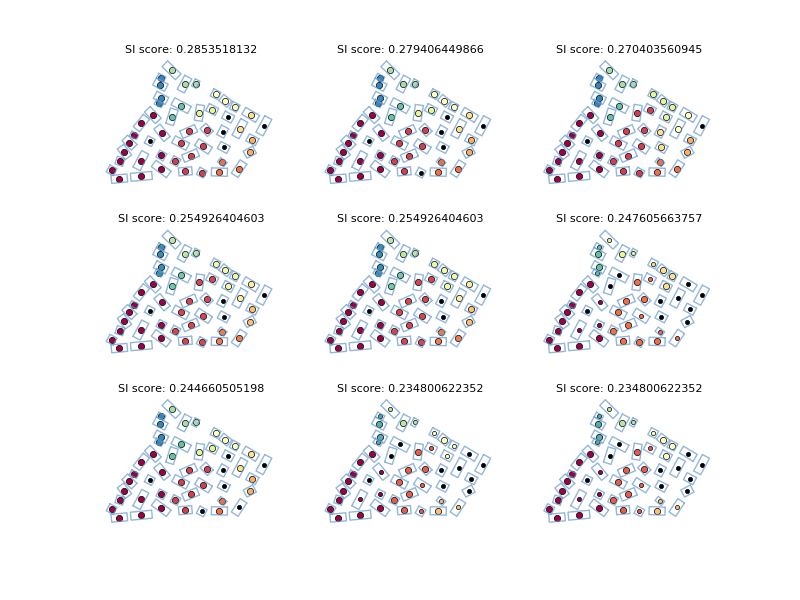 SI score: 0.2853518132
SI score: 0.279406449866
SI score: 0.270403560945
SI score: 0.254926404603
SI score: 0.254926404603
SI score: 0.247605663757
SI score: 0.244660505198
SI score: 0.234800622352
SI score: 0.234800622352